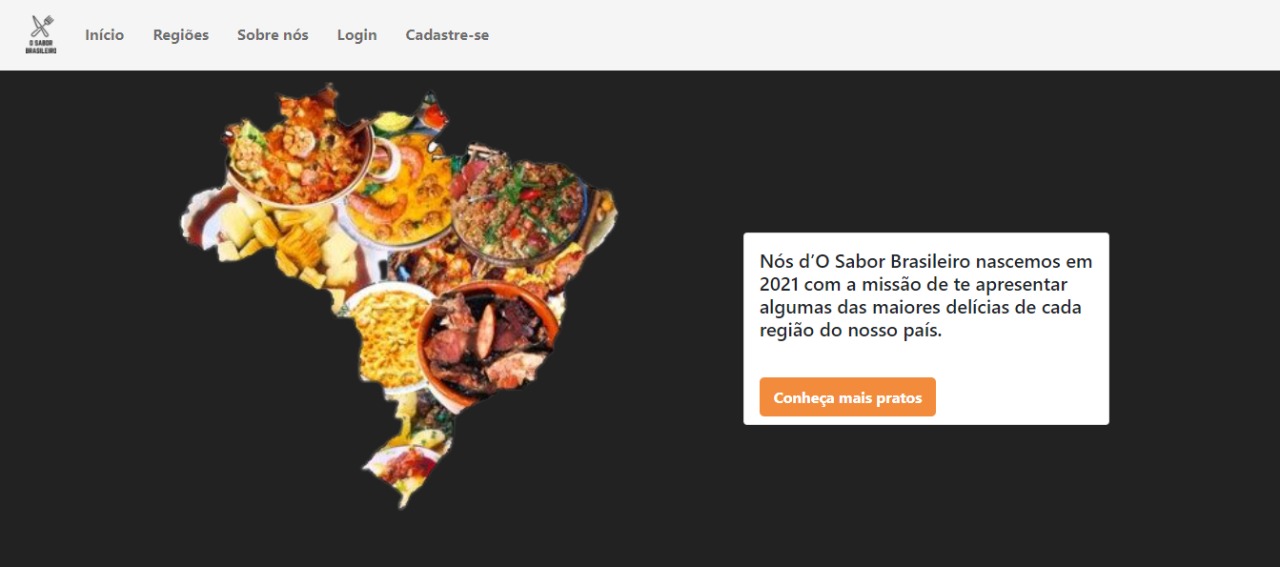 O SABOR
BRASILEIRO
Início
Regiões
Sobre nós
Login
Cadastre-se
Nós d’O Sabor Brasileiro nascemos em
2021 com a missão de te apresentar
algumas das maiores delícias de cada
região do nosso país.
Conheça mais pratos